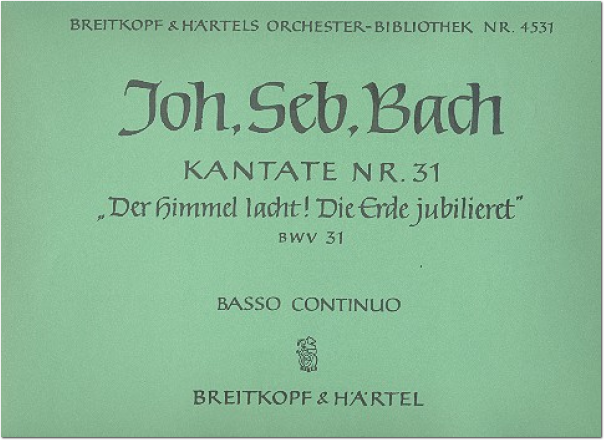 BREITKOPF & HÄRTELS ORCHESTER-BIBLIOTHEK NR. 4531
Joh. Seb. Bach
KANTATE NR. 31
„Der Himmel lacht! Die Erde jubilieret"
BWV 31
BASSO CONTINUO
BREITKOPF & HÄRTEL